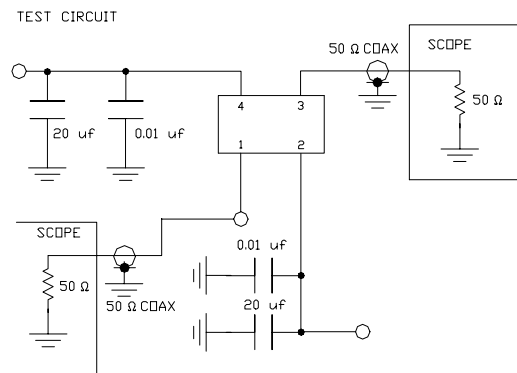 TEST CIRCUIT
50 Ω COAX
SCOPE
4 3
50 Ω
20 uf
0.01 uf
1 2
SCOPE
0.01 uf
50 Ω
50 Ω COAX
20 uf